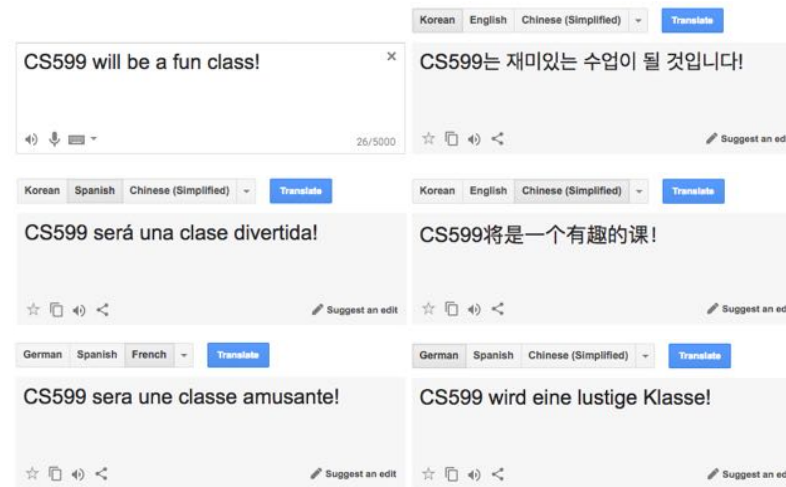 Korean English Chinese (Simplified) Translate
CS599 will be a fun class!
26/5000
CS599는 재미있는 수업이 될 것입니다!
Suggest an edi
Korean Spanish Chinese (Simplified) Translate
CS599 será una clase divertida!
Suggest an edit
Korean English Chinese (Simplified) Translate
CS599将是一个有趣的课!
Suggest an edi
German Spanish French Translate
CS599 sera une classe amusante!
Suggest an edit
German Spanish Chinese (Simplified) Translate
CS599 wird eine lustige Klasse!
Suggest an edi